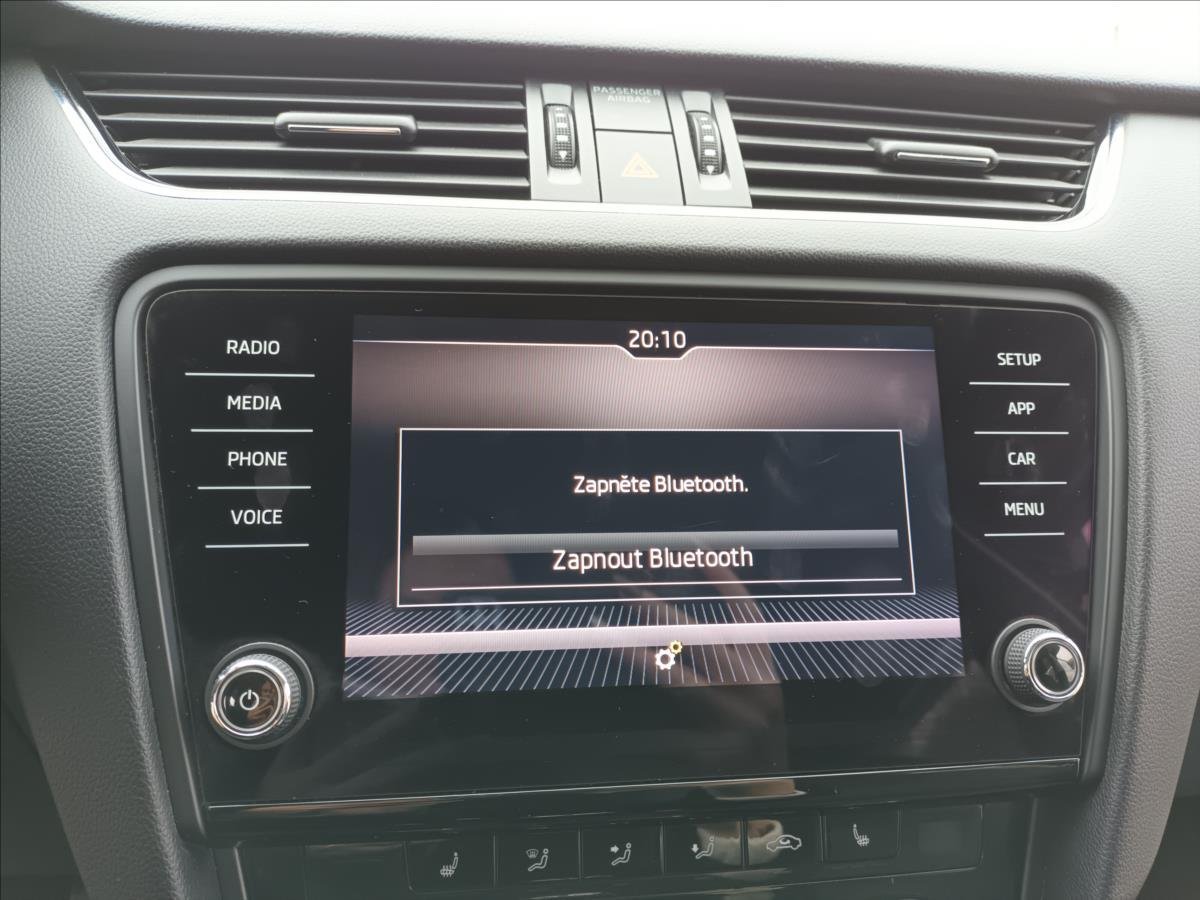 PASSENGER
AIRBAG
20:10
RADIO
MEDIA
PHONE
VOICE
Zapněte Bluetooth.
Zapnout Bluetooth
SETUP
APP
CAR
MENU